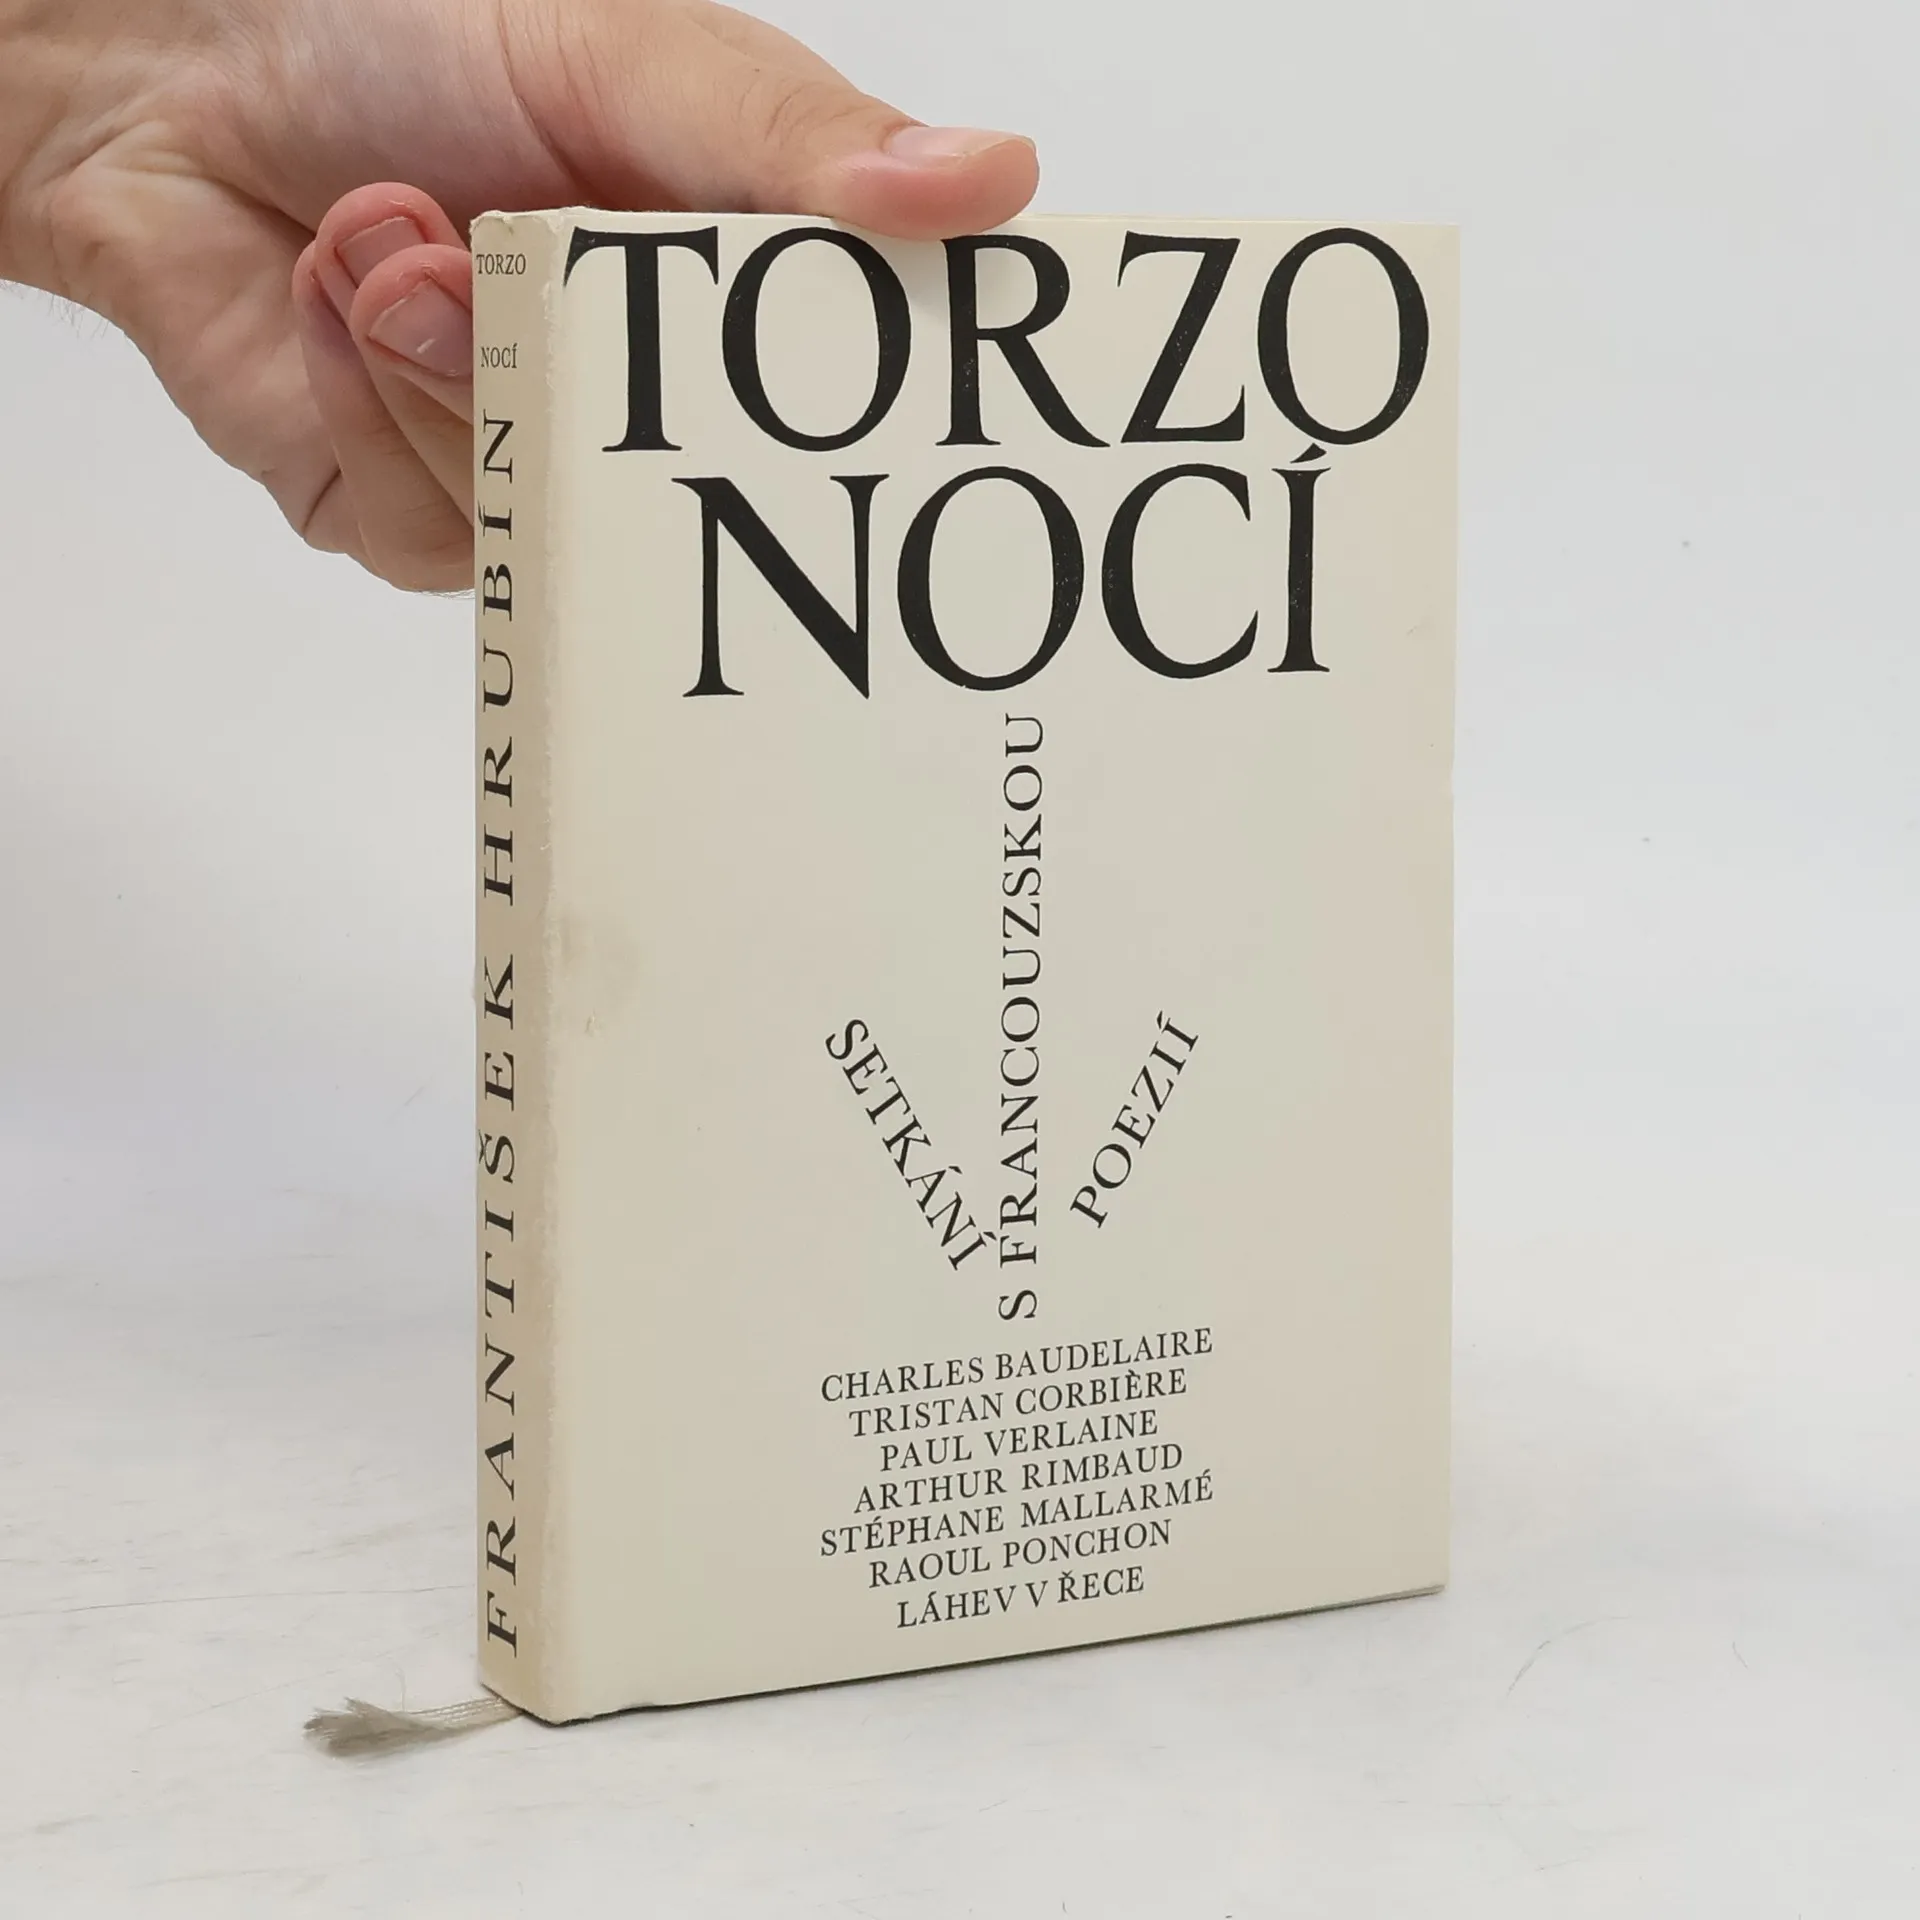 TORZO
NOCÍ
FRANTIŠEK HRUBÍN
TORZO
NOCÍ
SETKÁNÍ
S FRANCOUZSKOU
POEZIÍ
CHARLES BAUDELAIRE
TRISTAN CORBIÈRE
PAUL VERLAINE
ARTHUR RIMBAUD
STÉPHANE MALLARMÉ
RAOUL PONCHON
LÁHEV V ŘECE